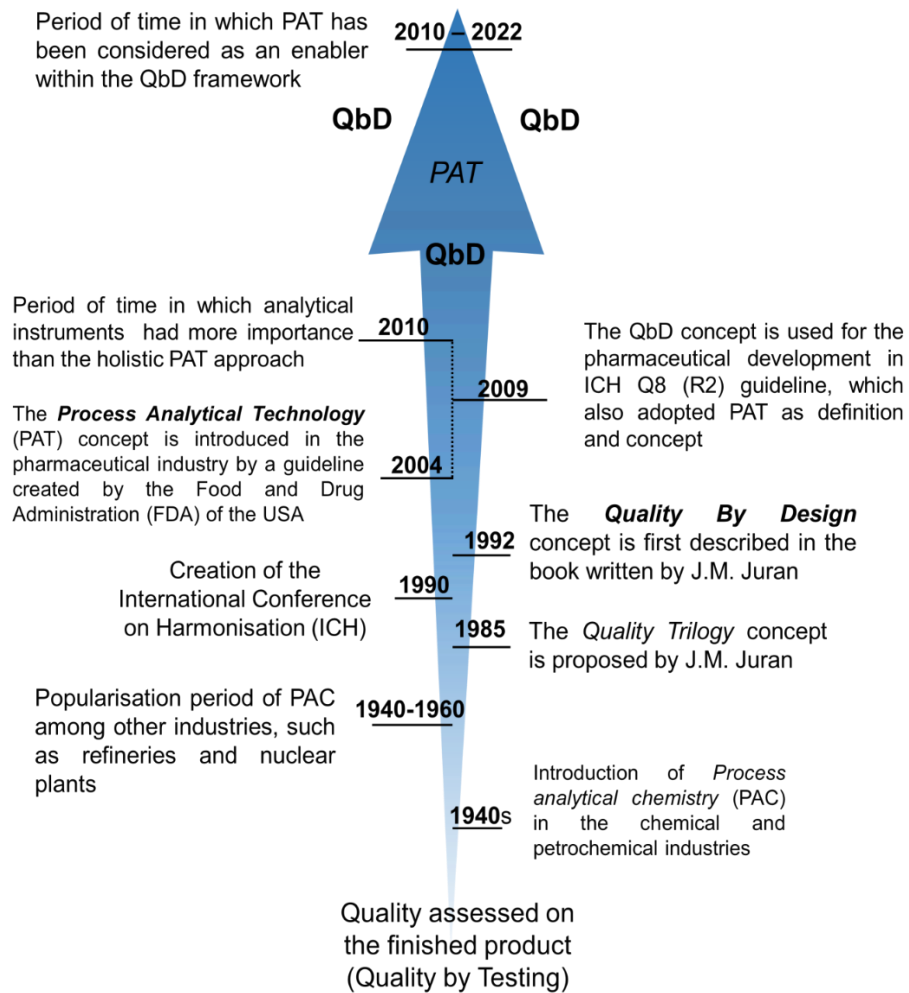 Period of time in which PAT has
been considered as an enabler
within the QbD framework
2010 – 2022
QbD
QbD
PAT
QbD
Period of time in which analytical
instruments had more importance
than the holistic PAT approach
2010
The QbD concept is used for the
pharmaceutical development in
ICH Q8 (R2) guideline, which
also adopted PAT as definition
and concept
2009
The Process Analytical Technology
(PAT) concept is introduced in the
pharmaceutical industry by a guideline
created by the Food and Drug
Administration (FDA) of the USA
2004
The Quality By Design
concept is first described in the
book written by J.M. Juran
1992
Creation of the
International Conference
on Harmonisation (ICH)
1990
1985
The Quality Trilogy concept
is proposed by J.M. Juran
Popularisation period of PAC
among other industries, such
as refineries and nuclear
plants
1940-1960
Introduction of Process
analytical chemistry (PAC)
in the chemical and
petrochemical industries
1940s
Quality assessed on
the finished product
(Quality by Testing)